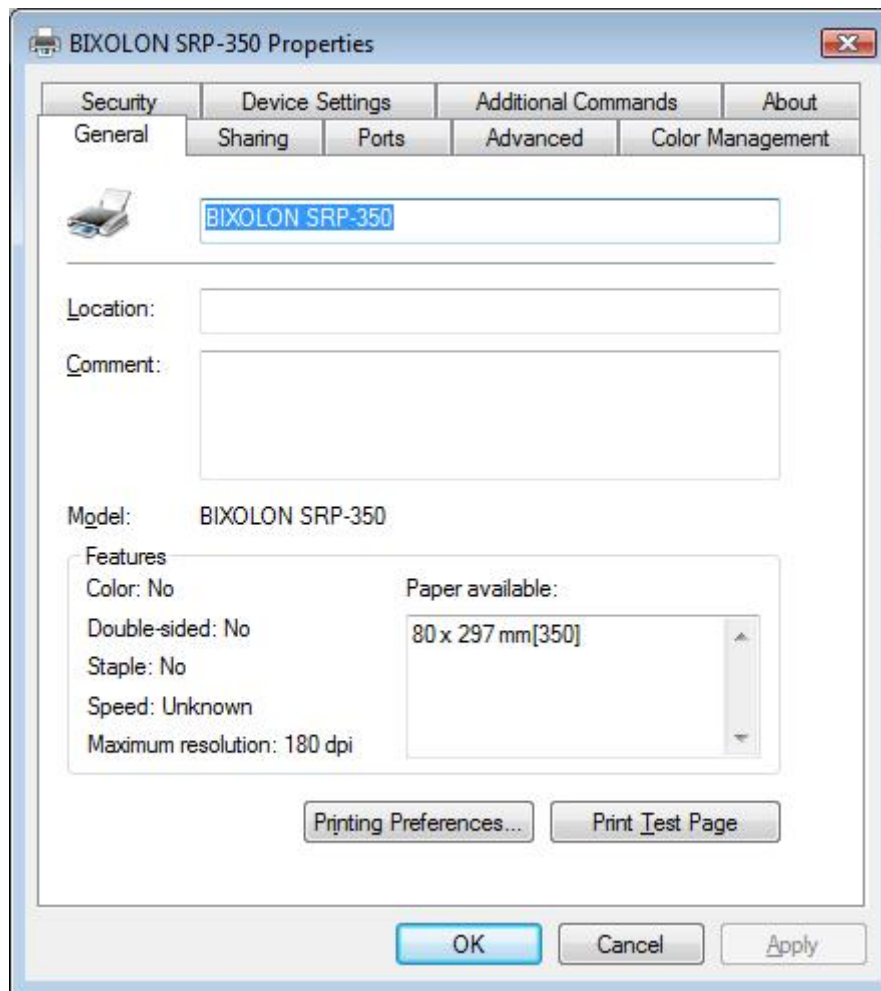 BIXOLON SRP-350 Properties
Security Device Settings Additional Commands About
General Sharing Ports Advanced Color Management
BIXOLON SRP-350
Location:
Comment:
Model: BIXOLON SRP-350
Features
Color: No Paper available:
Double-sided: No 80 x 297 mm[350]
Staple: No
Speed: Unknown
Maximum resolution: 180 dpi
Printing Preferences... Print Test Page
OK Cancel Apply